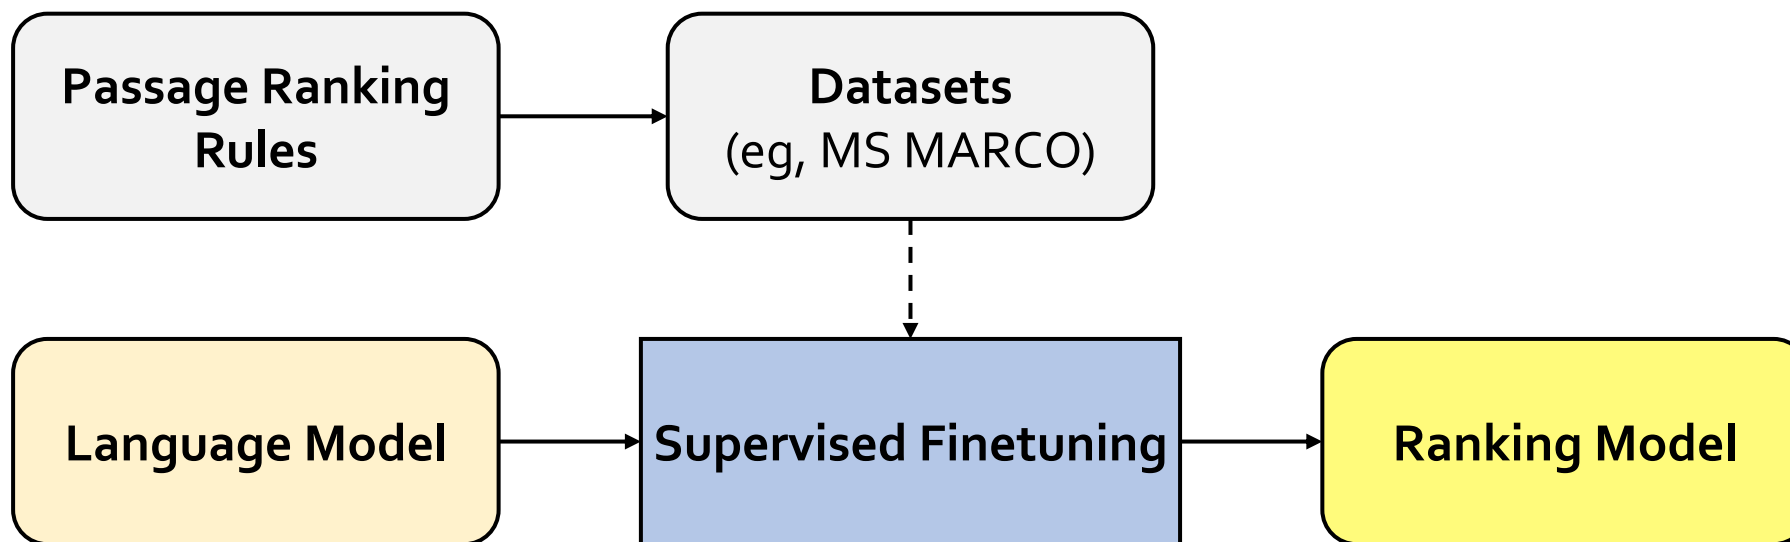 Passage Ranking
Rules
Datasets
(eg, MS MARCO)
Language Model
Supervised Finetuning
Ranking Model